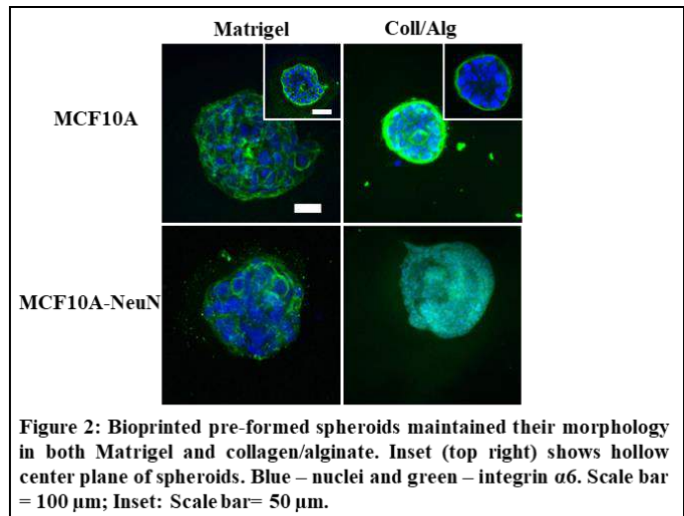 Matrigel Coll/Alg
MCF10A
MCF10A-NeuN
Figure 2: Bioprinted pre-formed spheroids maintained their morphology
in both Matrigel and collagen/alginate. Inset (top right) shows hollow
center plane of spheroids. Blue – nuclei and green – integrin α6. Scale bar
= 100 μm; Inset: Scale bar= 50 μm.